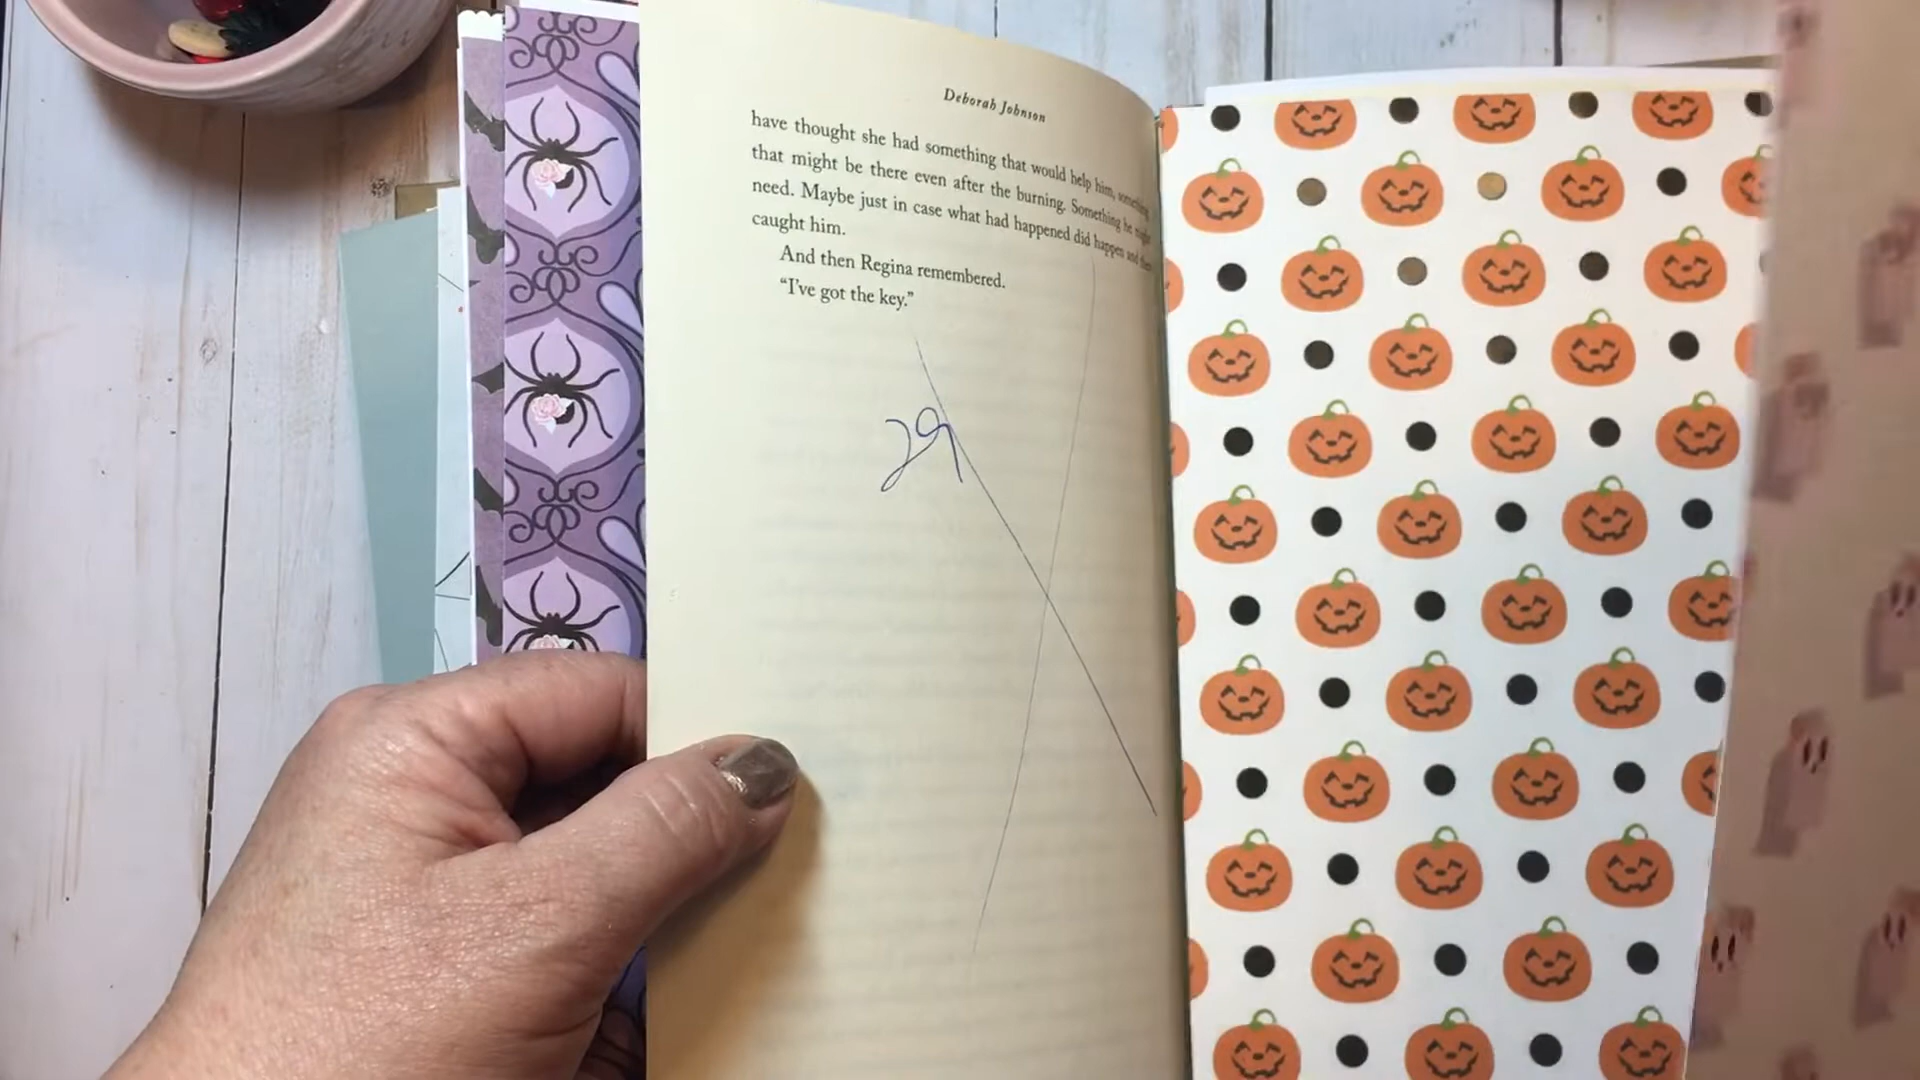 Deborah Johnson
have thought she had something that would help him, something
that might be there even after the burning. Something he might
need. Maybe just in case what had happened did happen and they
caught him.
And then Regina remembered.
“I’ve got the key.”
29